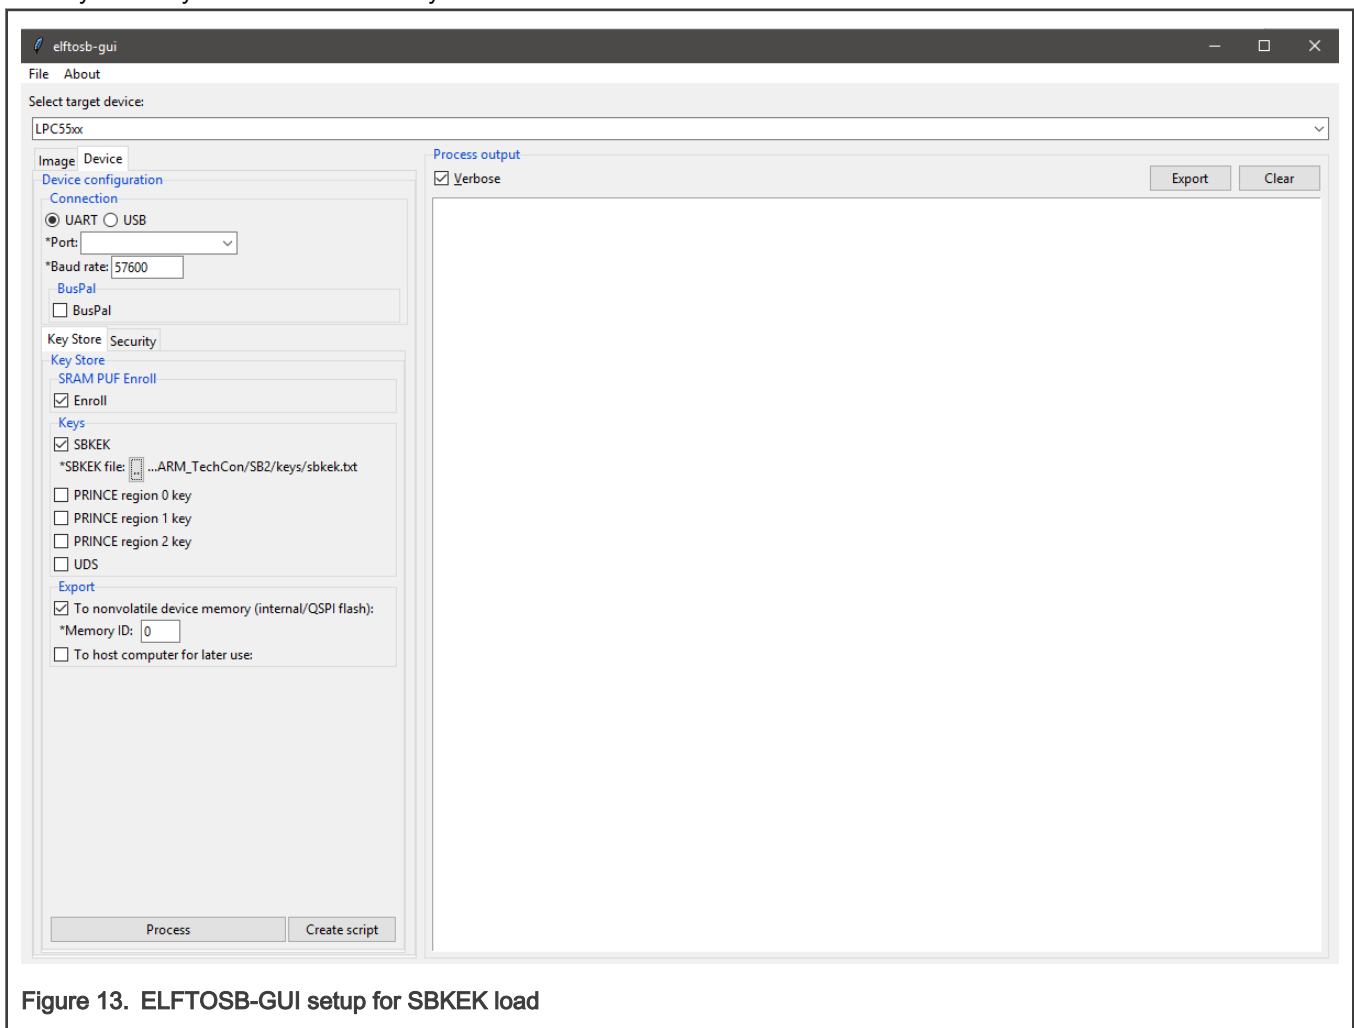 elftosb-gui
File About
Select target device:
LPC55xx
Image Device
Device configuration
Connection
UART USB
*Port:
*Baud rate: 57600
BusPal
BusPal
Key Store Security
Key Store
SRAM PUF Enroll
Enroll
Keys
SBKEK
*SBKEK file: .. ...ARM_TechCon/SB2/keys/sbkek.txt
PRINCE region 0 key
PRINCE region 1 key
PRINCE region 2 key
UDS
Export
To nonvolatile device memory (internal/QSPI flash):
*Memory ID: 0
To host computer for later use:
Process Create script
Process output
Verbose Export Clear
Figure 13. ELFTOSB-GUI setup for SBKEK load